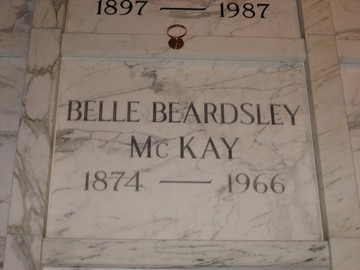 1897 — 1987
BELLE BEARDSLEY
McKAY
1874 — 1966